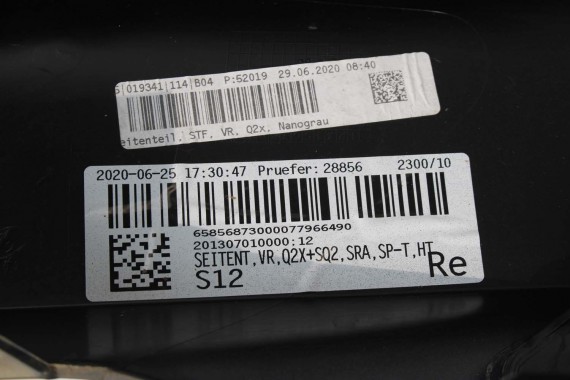 019341|114|B04 P:52019 29.06.2020 08:40
eitenteil, STF, VR, Q2x, Nanograu
2020-06-25 17:30:47 Pruefer:28856 2300/10
65856873000077966490
201307010000:12
SEITENT,VR,Q2X+SQ2,SRA,SP-T,HT
S12 Re